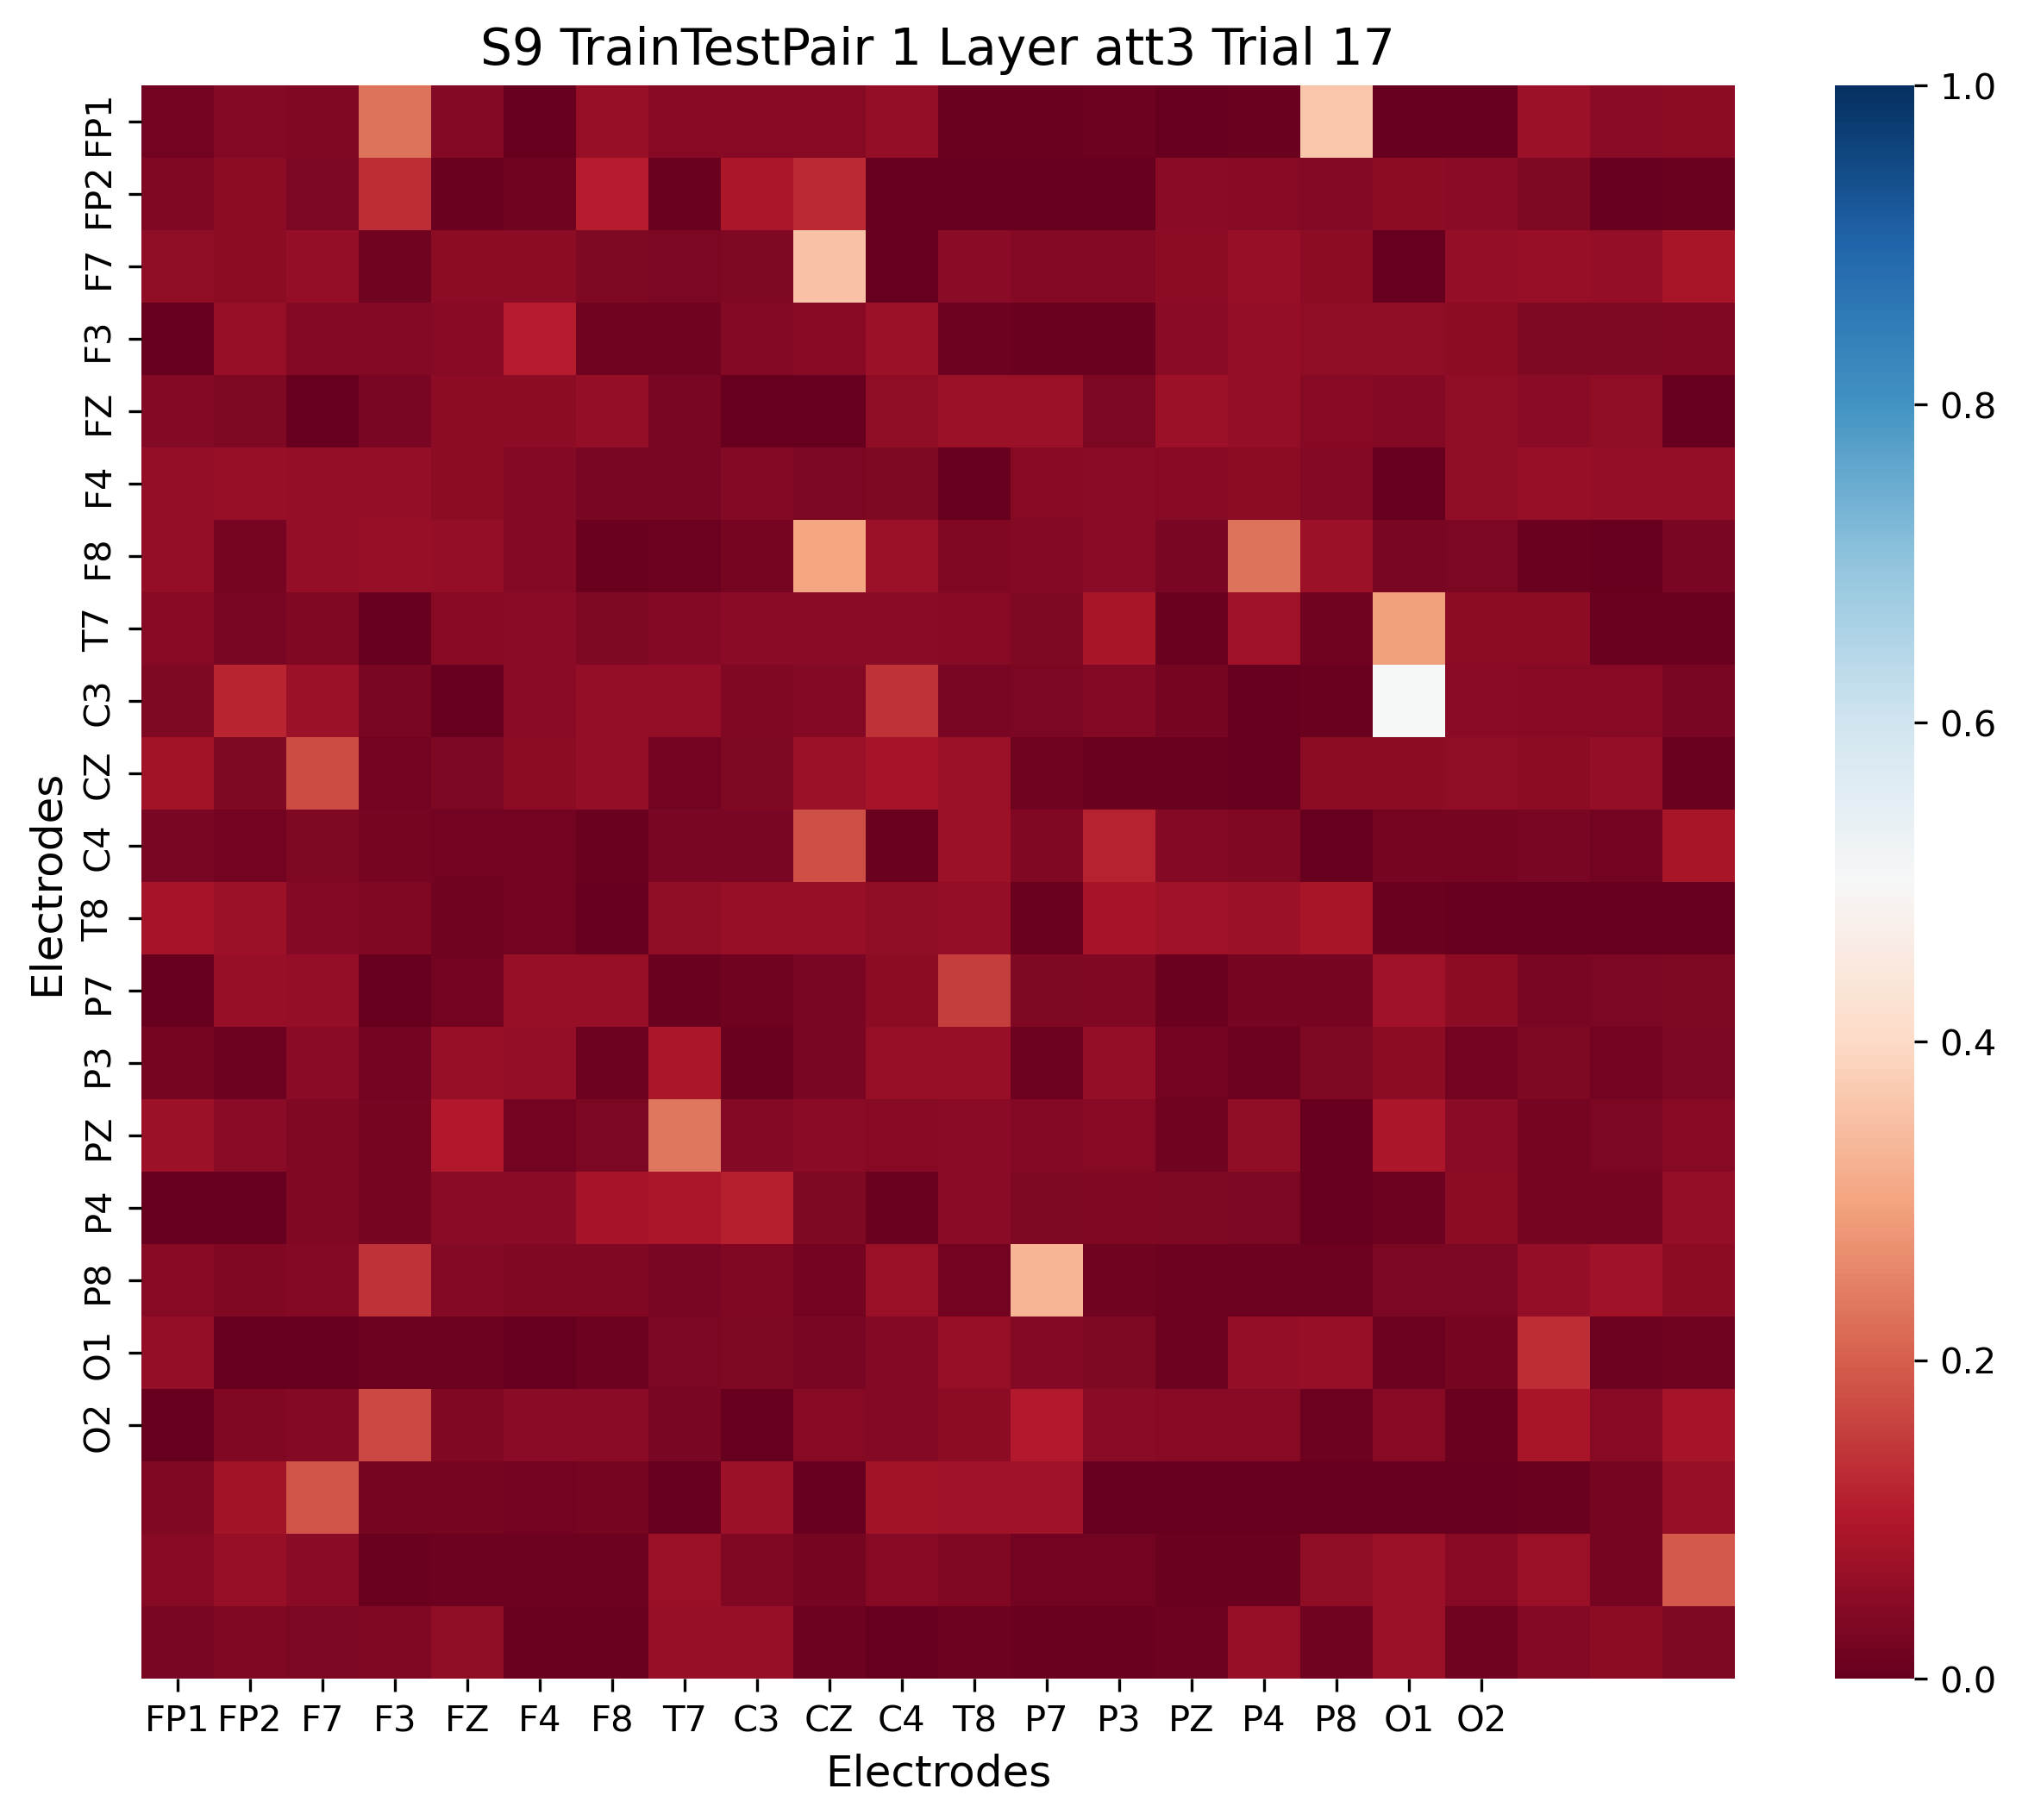 S9 TrainTestPair 1 Layer att3 Trial 17
Electrodes
FP1
FP2
F7
F3
FZ
F4
F8
T7
C3
CZ
C4
T8
P7
P3
PZ
P4
P8
O1
O2
FP1 FP2 F7 F3 FZ F4 F8 T7 C3 CZ C4 T8 P7 P3 PZ P4 P8 O1 O2
Electrodes
1.0
0.8
0.6
0.4
0.2
0.0